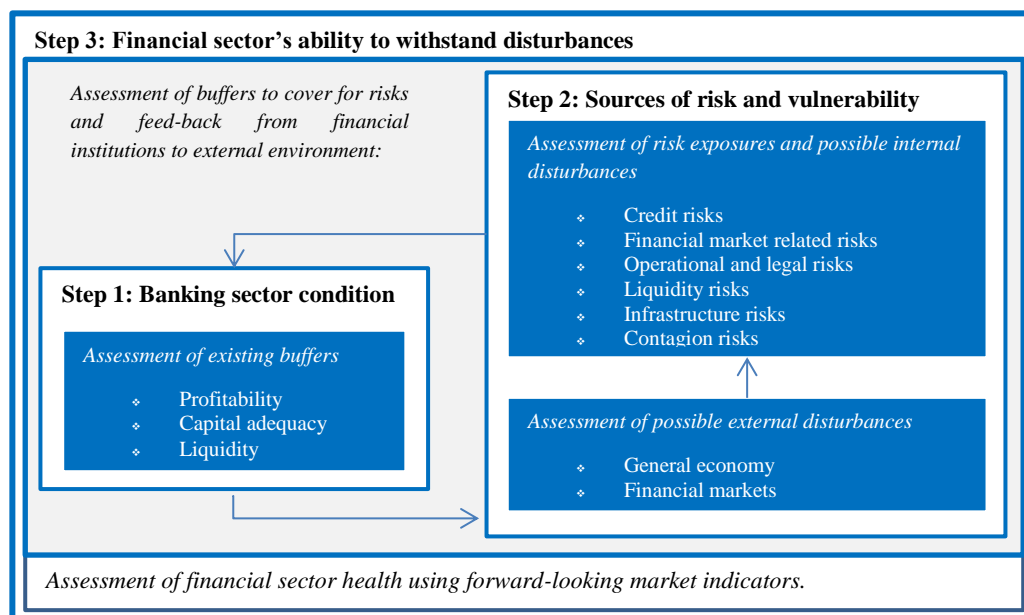 Step 3: Financial sector's ability to withstand disturbances
Assessment of buffers to cover for risks
and feed-back from financial
institutions to external environment:
Step 2: Sources of risk and vulnerability
Assessment of risk exposures and possible internal
disturbances
❖ Credit risks
❖ Financial market related risks
❖ Operational and legal risks
❖ Liquidity risks
❖ Infrastructure risks
❖ Contagion risks
Step 1: Banking sector condition
Assessment of existing buffers
❖ Profitability
❖ Capital adequacy
❖ Liquidity
Assessment of possible external disturbances
❖ General economy
❖ Financial markets
Assessment of financial sector health using forward-looking market indicators.